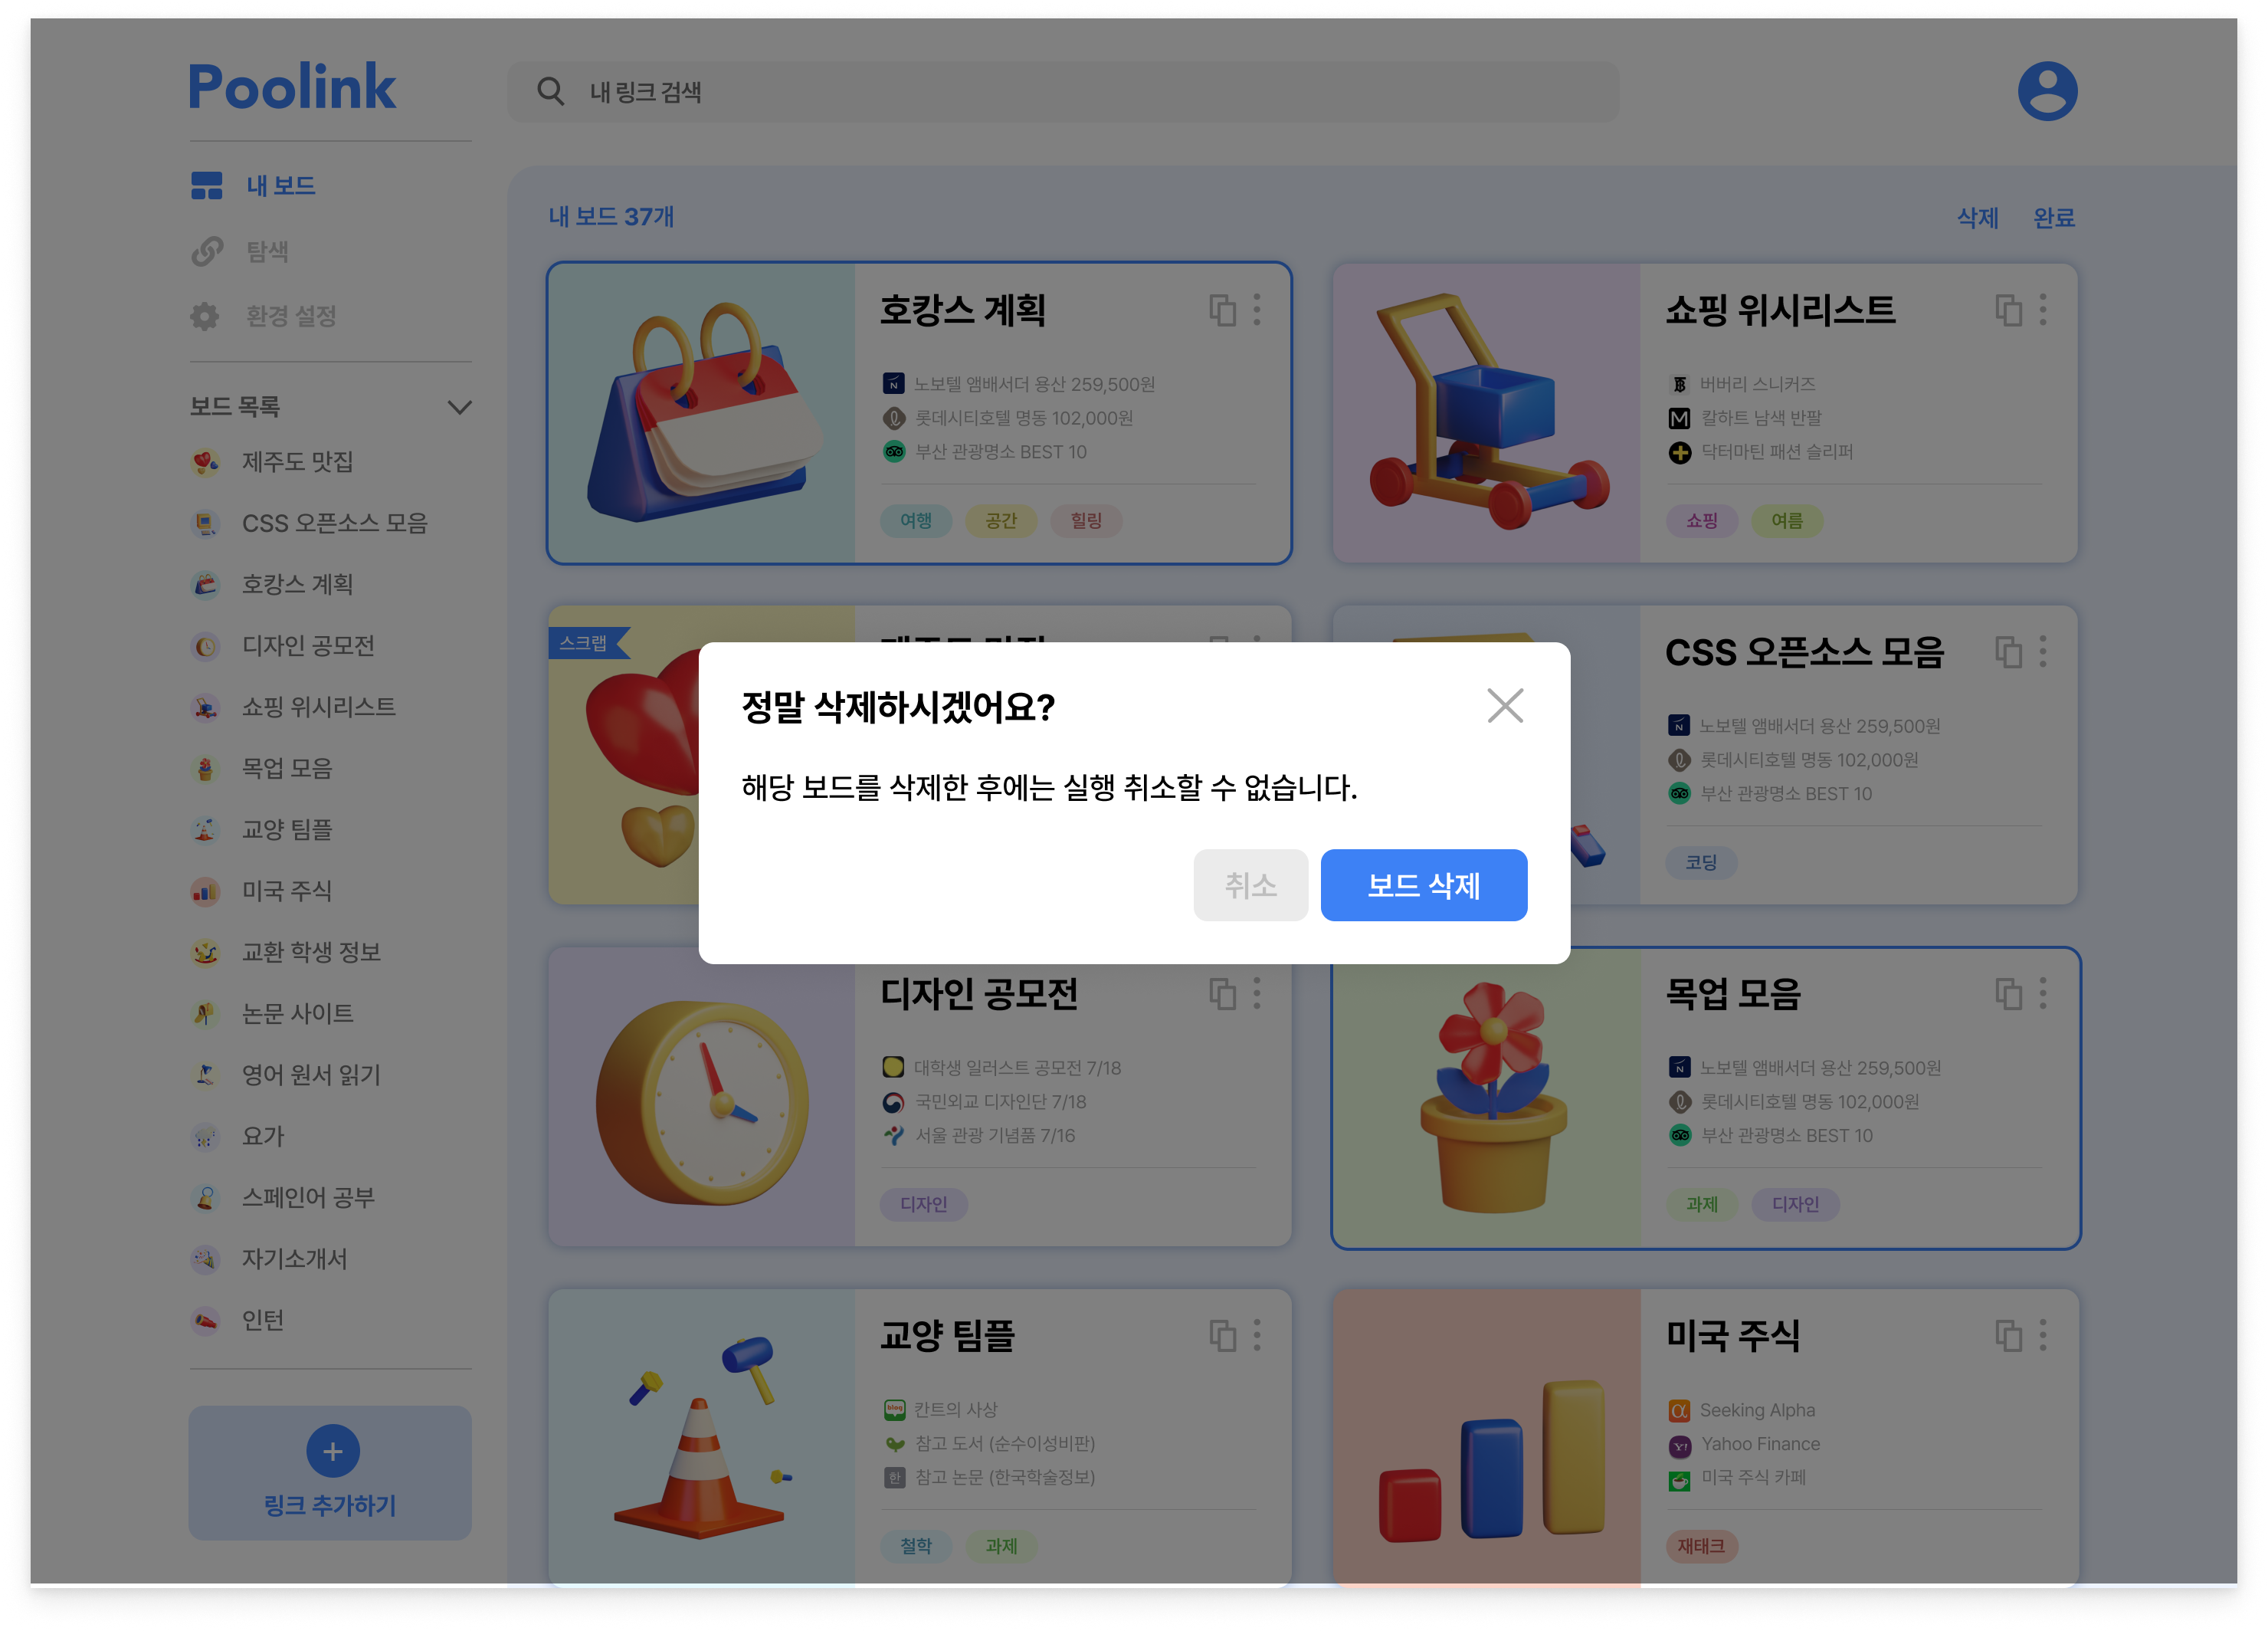 Poolink
내 링크 검색
내 보드
탐색
환경 설정
보드 목록
제주도 맛집
CSS 오픈소스 모음
호캉스 계획
디자인 공모전
쇼핑 위시리스트
목업 모음
교양 팀플
미국 주식
교환 학생 정보
논문 사이트
영어 원서 읽기
요가
스페인어 공부
자기소개서
인턴
링크 추가하기
내 보드 37개
삭제 완료
호캉스 계획
노보텔 앰배서더 용산 259,500원
롯데시티호텔 명동 102,000원
부산 관광명소 BEST 10
여행 공간 힐링
쇼핑 위시리스트
버버리 스니커즈
칼하트 남색 반팔
닥터마틴 패션 슬리퍼
쇼핑 여름
스크랩
CSS 오픈소스 모음
노보텔 앰배서더 용산 259,500원
롯데시티호텔 명동 102,000원
부산 관광명소 BEST 10
코딩
정말 삭제하시겠어요?
해당 보드를 삭제한 후에는 실행 취소할 수 없습니다.
취소 보드 삭제
디자인 공모전
대학생 일러스트 공모전 7/18
국민외교 디자인단 7/18
서울 관광 기념품 7/16
디자인
목업 모음
노보텔 앰배서더 용산 259,500원
롯데시티호텔 명동 102,000원
부산 관광명소 BEST 10
과제 디자인
교양 팀플
blog 칸트의 사상
참고 도서 (순수이성비판)
한 참고 논문 (한국학술정보)
철학 과제
미국 주식
Seeking Alpha
Yahoo Finance
미국 주식 카페
재태크